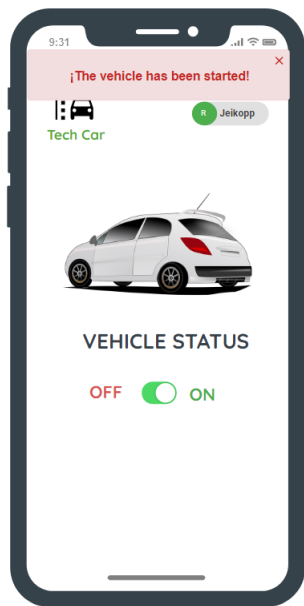 9:31
¡The vehicle has been started!
×
R Jeikopp
Tech Car
VEHICLE STATUS
OFF ON